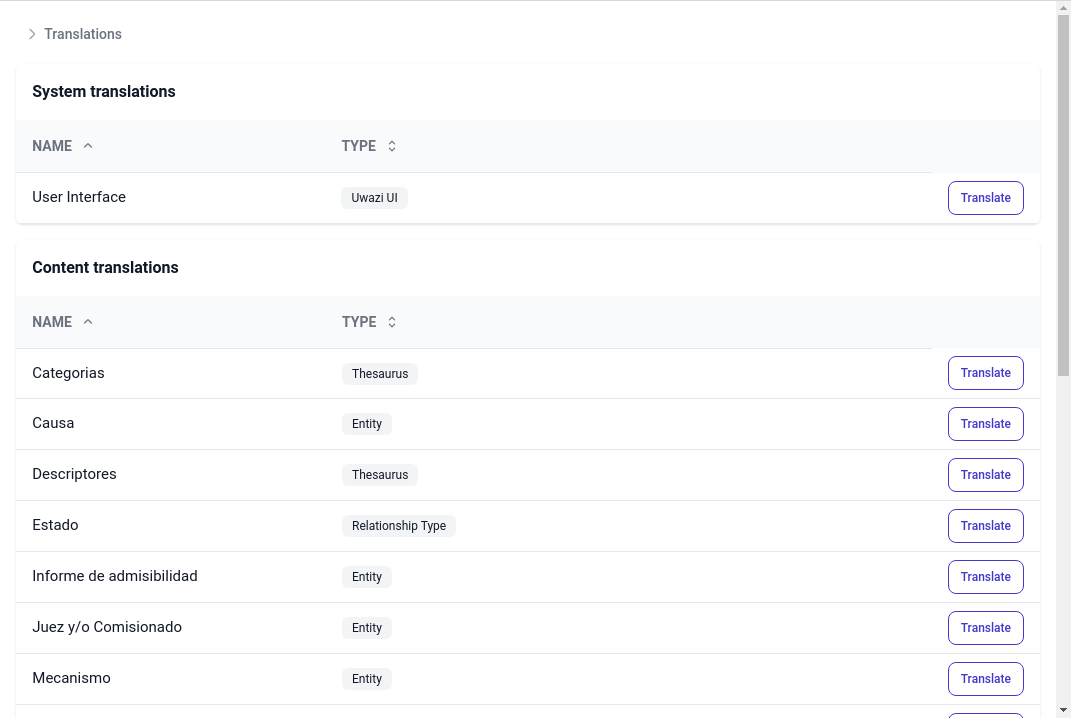 Translations
System translations
NAME TYPE
User Interface Uwazi UI Translate
Content translations
NAME TYPE
Categorias Thesaurus Translate
Causa Entity Translate
Descriptores Thesaurus Translate
Estado Relationship Type Translate
Informe de admisibilidad Entity Translate
Juez y/o Comisionado Entity Translate
Mecanismo Entity Translate